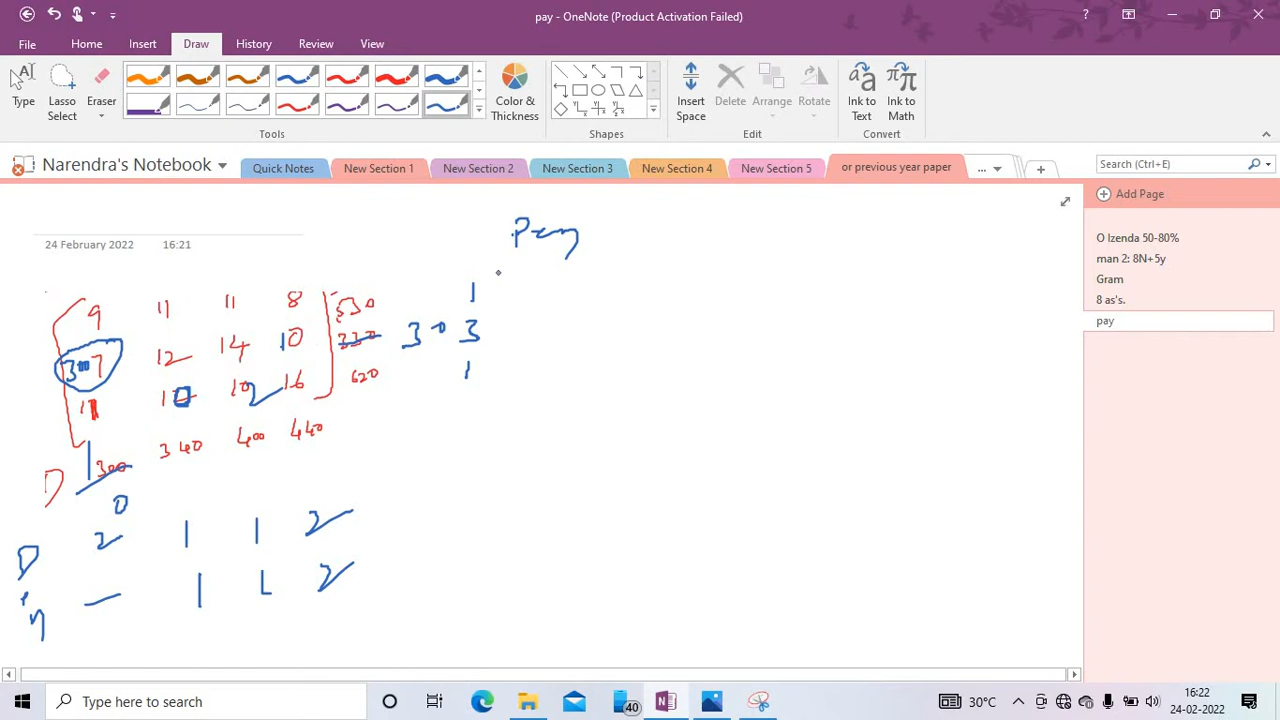 pay - OneNote (Product Activation Failed)
File Home Insert Draw History Review View
Type Lasso Select Eraser Color & Thickness Insert Space Delete Arrange Rotate Ink to Text Ink to Math
Tools Shapes Edit Convert
Narendra's Notebook Quick Notes New Section 1 New Section 2 New Section 3 New Section 4 New Section 5 or previous year paper ... Search (Ctrl+E)
Add Page
24 February 2022 16:21
O Izenda 50-80%
man 2: 8N+5y
Gram
8 as's.
pay
9 11 11 8 1
12 14 10 330 30 3
10 10 2 16 620 1
300 340 400 440
D
0
D 2 1 1 2
1 2
Type here to search
40
30°C
16:22
24-02-2022